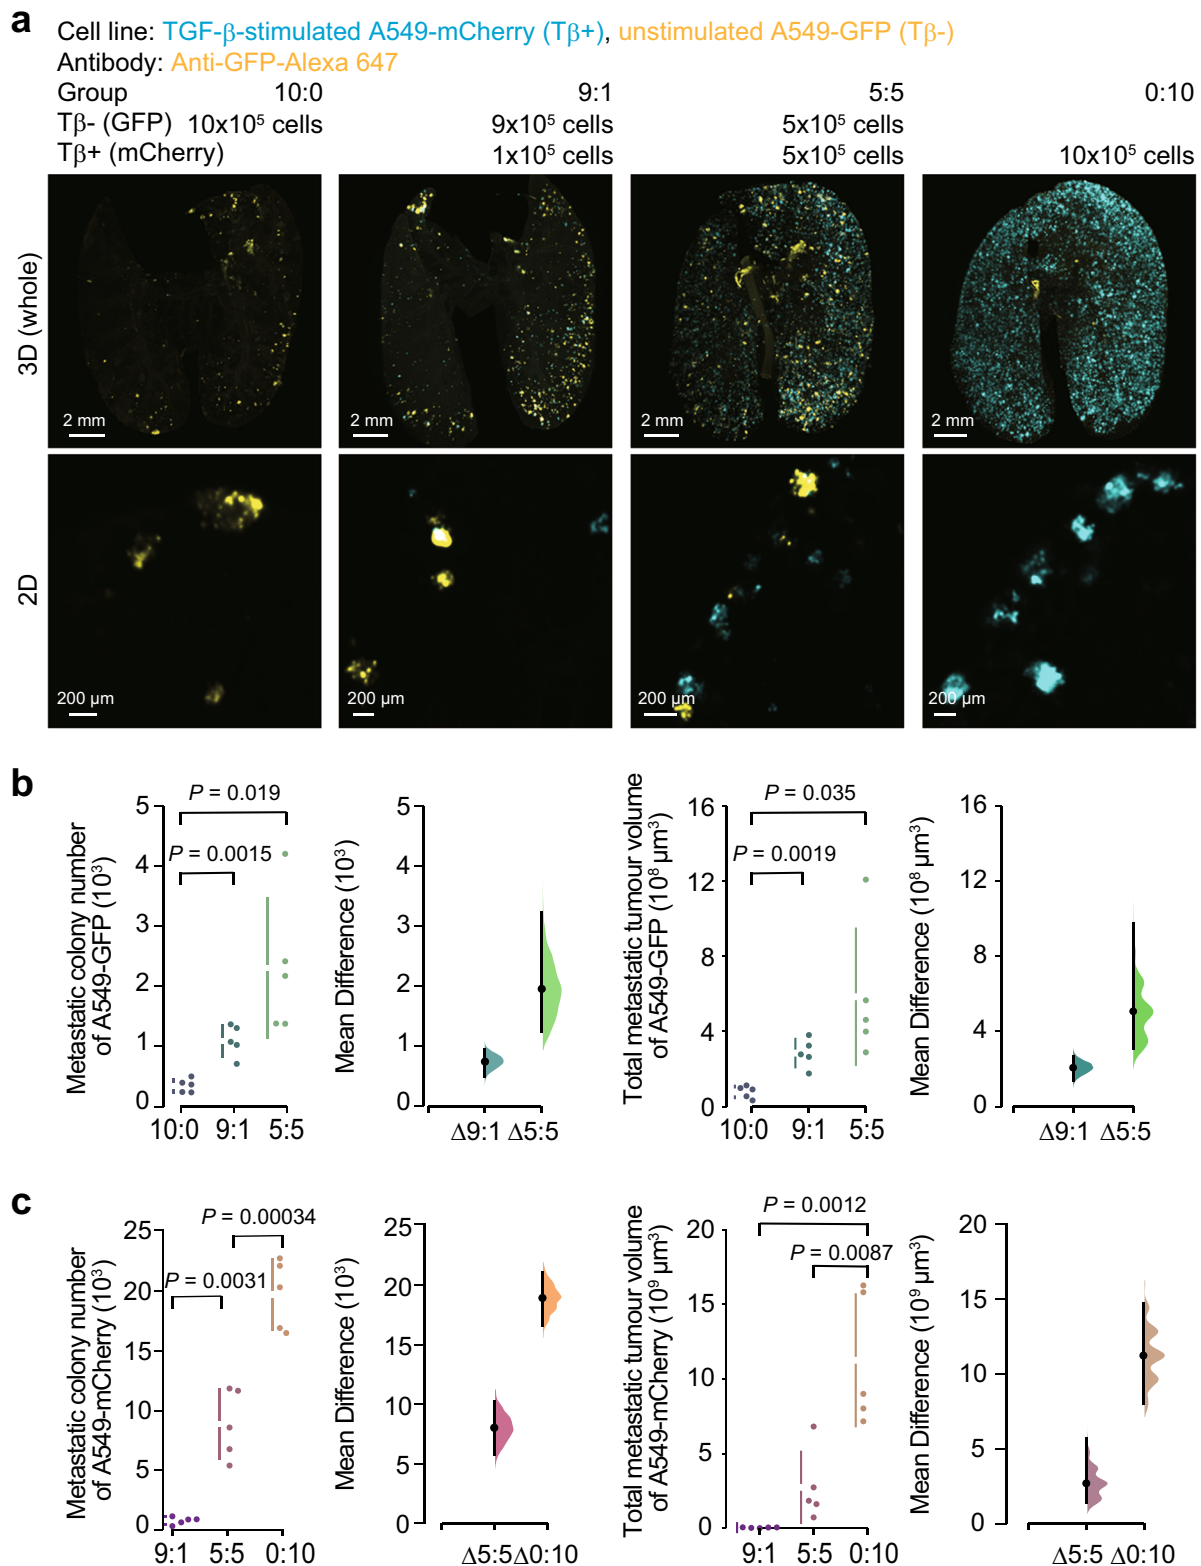 a
Cell line: TGF-β-stimulated A549-mCherry (Tβ+), unstimulated A549-GFP (Tβ-)
Antibody: Anti-GFP-Alexa 647
Group 10:0 9:1 5:5 0:10
Tβ- (GFP) 10x10⁵ cells 9x10⁵ cells 5x10⁵ cells
Tβ+ (mCherry) 1x10⁵ cells 5x10⁵ cells 10x10⁵ cells
3D (whole)
2 mm 2 mm 2 mm 2 mm
2D
200 µm 200 µm 200 µm 200 µm
b
Metastatic colony number
of A549-GFP (10³)
5
4
3
2
1
0
P = 0.019
P = 0.0015
10:0 9:1 5:5
Mean Difference (10³)
5
4
3
2
1
0
Δ9:1 Δ5:5
Total metastatic tumour volume
of A549-GFP (10⁸ µm³)
16
12
8
4
0
P = 0.035
P = 0.0019
10:0 9:1 5:5
Mean Difference (10⁸ µm³)
16
12
8
4
0
Δ9:1 Δ5:5
c
Metastatic colony number
of A549-mCherry (10³)
25
20
15
10
5
0
P = 0.00034
P = 0.0031
9:1 5:5 0:10
Mean Difference (10³)
25
20
15
10
5
0
Δ5:5 Δ0:10
Total metastatic tumour volume
of A549-mCherry (10⁹ µm³)
20
15
10
5
0
P = 0.0012
P = 0.0087
9:1 5:5 0:10
Mean Difference (10⁹ µm³)
20
15
10
5
0
Δ5:5 Δ0:10